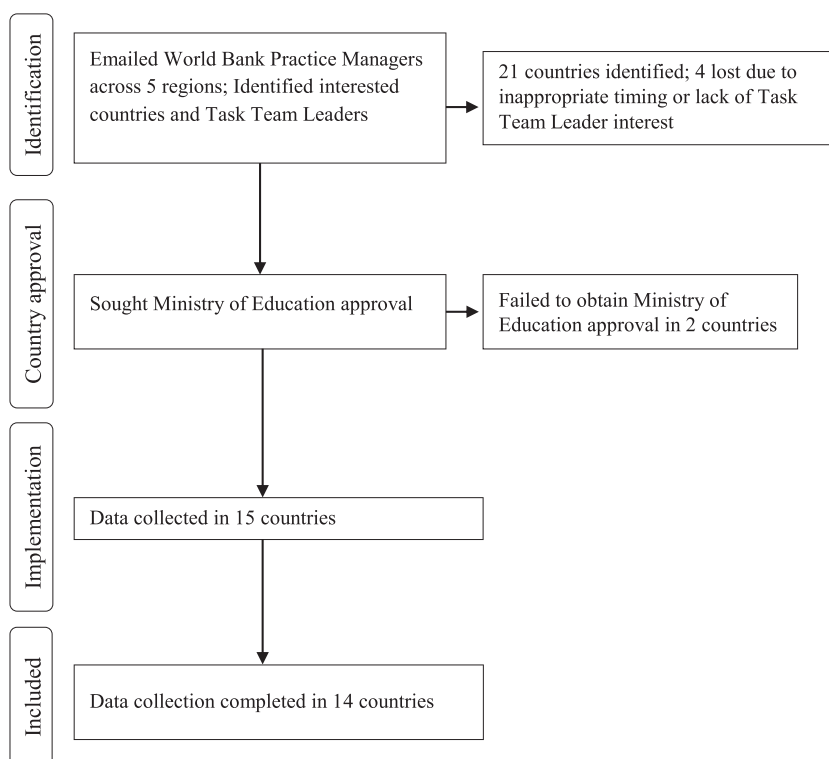 Identification
Emailed World Bank Practice Managers
across 5 regions; Identified interested
countries and Task Team Leaders
21 countries identified; 4 lost due to
inappropriate timing or lack of Task
Team Leader interest
Country approval
Sought Ministry of Education approval
Failed to obtain Ministry of
Education approval in 2 countries
Implementation
Data collected in 15 countries
Included
Data collection completed in 14 countries